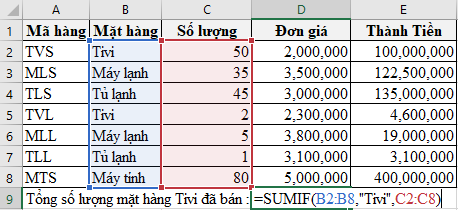 A B C D E
1 Mã hàng Mặt hàng Số lượng Đơn giá Thành Tiền
2 TVS Tivi 50 2,000,000 100,000,000
3 MLS Máy lạnh 35 3,500,000 122,500,000
4 TLS Tủ lạnh 45 3,000,000 135,000,000
5 TVL Tivi 2 2,300,000 4,600,000
6 MLL Máy lạnh 5 3,800,000 19,000,000
7 TLL Tủ lạnh 1 3,100,000 3,100,000
8 MTS Máy tính 80 5,000,000 400,000,000
9 Tổng số lượng mặt hàng Tivi đã bán : =SUMIF(B2:B8,"Tivi",C2:C8)